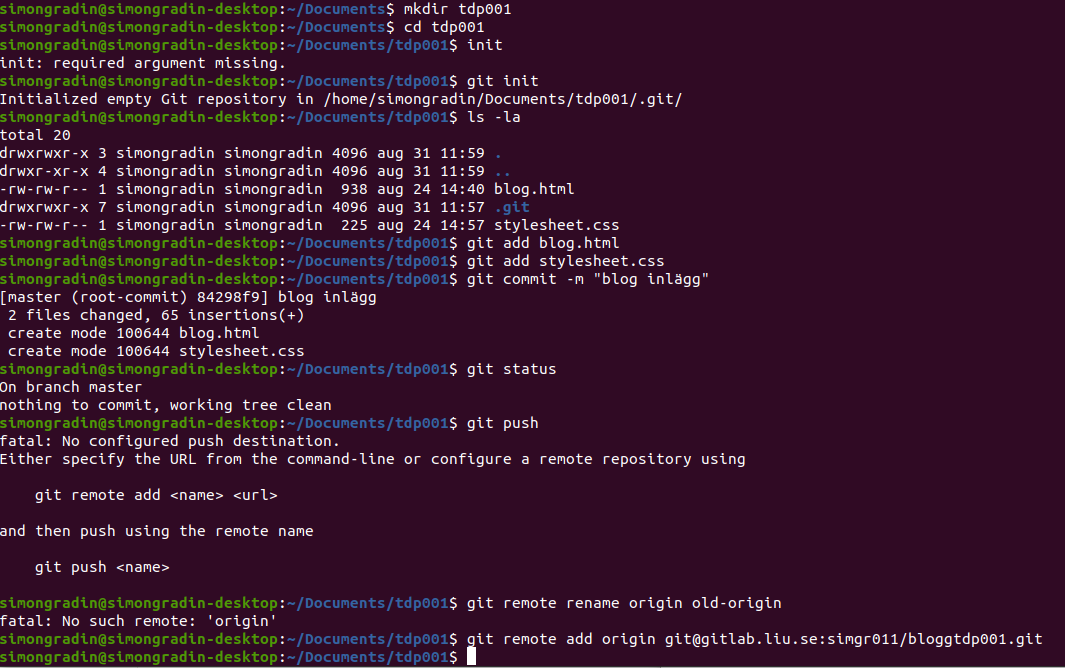 simongradin@simongradin-desktop:~/Documents$ mkdir tdp001
simongradin@simongradin-desktop:~/Documents$ cd tdp001
simongradin@simongradin-desktop:~/Documents/tdp001$ init
init: required argument missing.
simongradin@simongradin-desktop:~/Documents/tdp001$ git init
Initialized empty Git repository in /home/simongradin/Documents/tdp001/.git/
simongradin@simongradin-desktop:~/Documents/tdp001$ ls -la
total 20
drwxrwxr-x 3 simongradin simongradin 4096 aug 31 11:59 .
drwxrwxr-x 4 simongradin simongradin 4096 aug 31 11:59 ..
-rw-rw-r-- 1 simongradin simongradin  938 aug 24 14:40 blog.html
drwxrwxr-x 7 simongradin simongradin 4096 aug 31 11:57 .git
-rw-rw-r-- 1 simongradin simongradin  225 aug 24 14:57 stylesheet.css
simongradin@simongradin-desktop:~/Documents/tdp001$ git add blog.html
simongradin@simongradin-desktop:~/Documents/tdp001$ git add stylesheet.css
simongradin@simongradin-desktop:~/Documents/tdp001$ git commit -m "blog inlägg"
[master (root-commit) 84298f9] blog inlägg
 2 files changed, 65 insertions(+)
 create mode 100644 blog.html
 create mode 100644 stylesheet.css
simongradin@simongradin-desktop:~/Documents/tdp001$ git status
On branch master
nothing to commit, working tree clean
simongradin@simongradin-desktop:~/Documents/tdp001$ git push
fatal: No configured push destination.
Either specify the URL from the command-line or configure a remote repository using
    git remote add <name> <url>
and then push using the remote name
    git push <name>
simongradin@simongradin-desktop:~/Documents/tdp001$ git remote rename origin old-origin
fatal: No such remote: 'origin'
simongradin@simongradin-desktop:~/Documents/tdp001$ git remote add origin git@gitlab.liu.se:simgr011/bloggtdp001.git
simongradin@simongradin-desktop:~/Documents/tdp001$